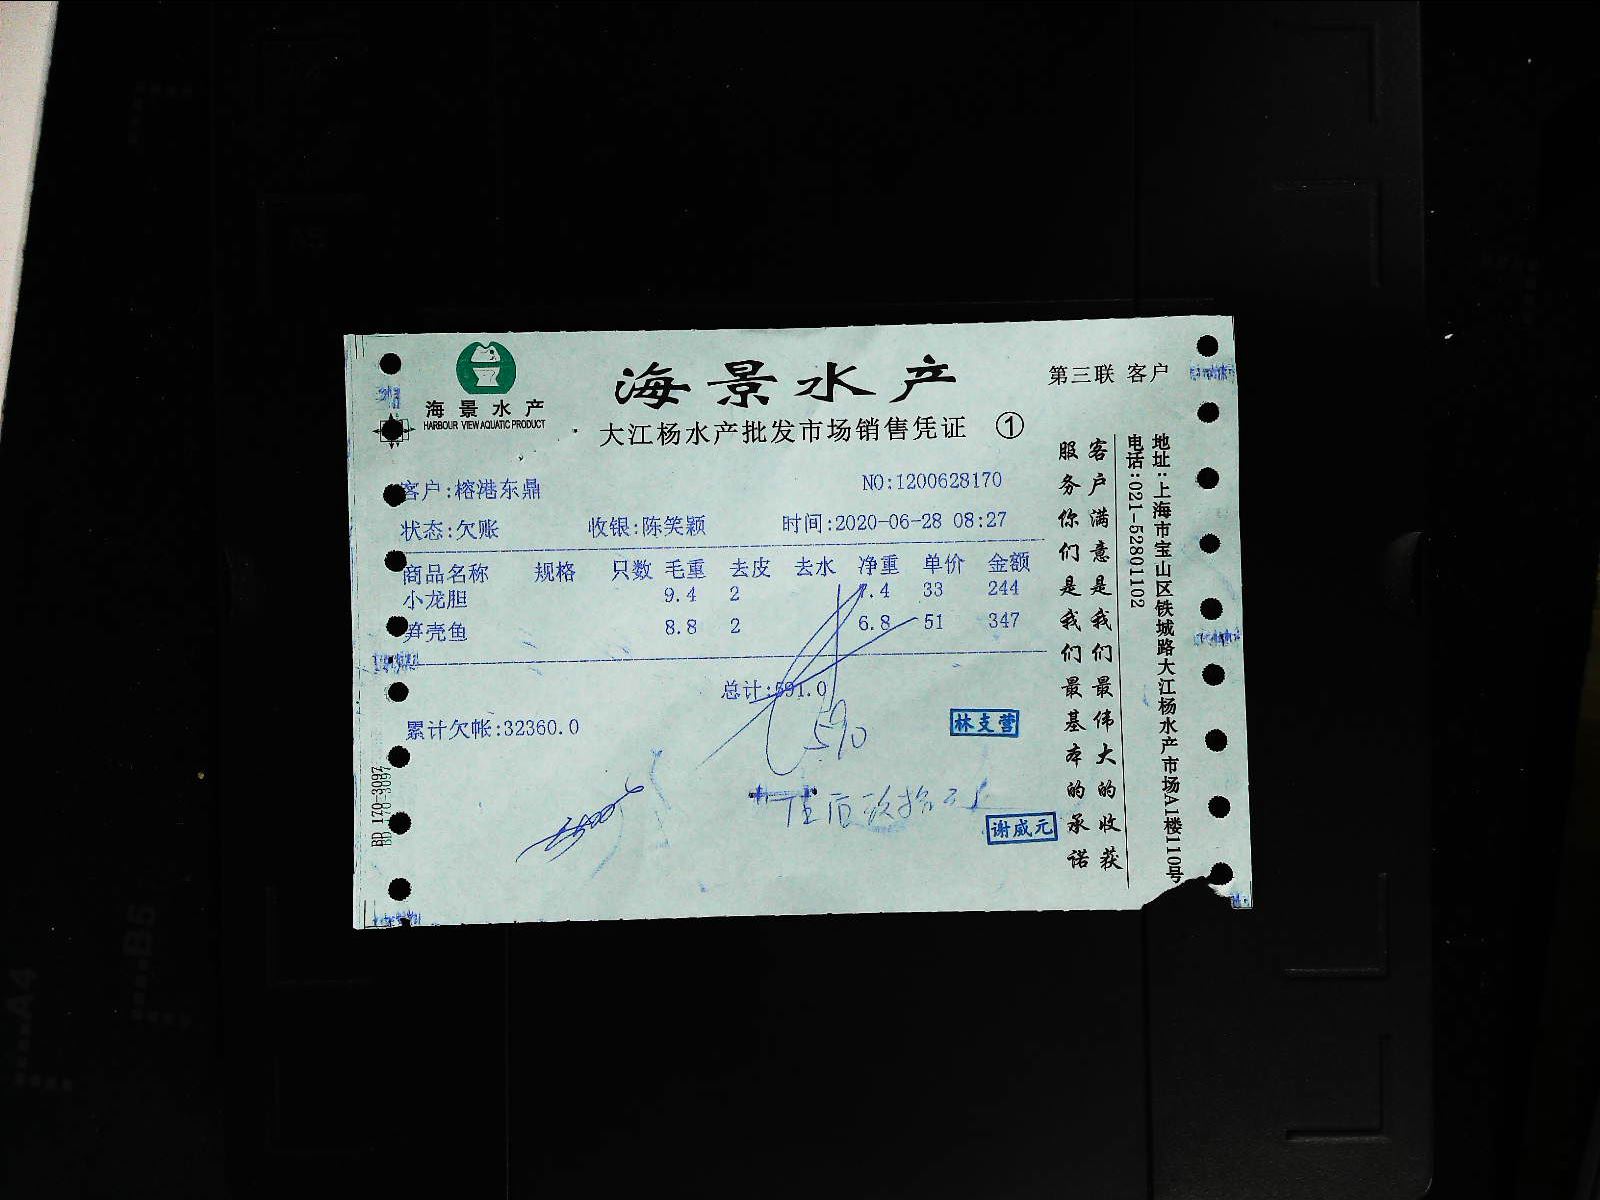 海景水产
HARBOUR VIEW AQUATIC PRODUCT
海景水产
第三联 客户
大江杨水产批发市场销售凭证 ①
客户:榕港东鼎 NO:1200628170
状态:欠账 收银:陈笑颖 时间:2020-06-28 08:27
商品名称 规格 只数 毛重 去皮 去水 净重 单价 金额
小龙胆 9.4 2 7.4 33 244
笋壳鱼 8.8 2 6.8 51 347
总计:591.0
累计欠帐:32360.0
590
林支营
谢威元
客户满意是我们最伟大的收获
服务你们是我们最基本的承诺
地址:上海市宝山区铁城路大江杨水产市场A1楼110号
电话:021-52801102
A4
B5